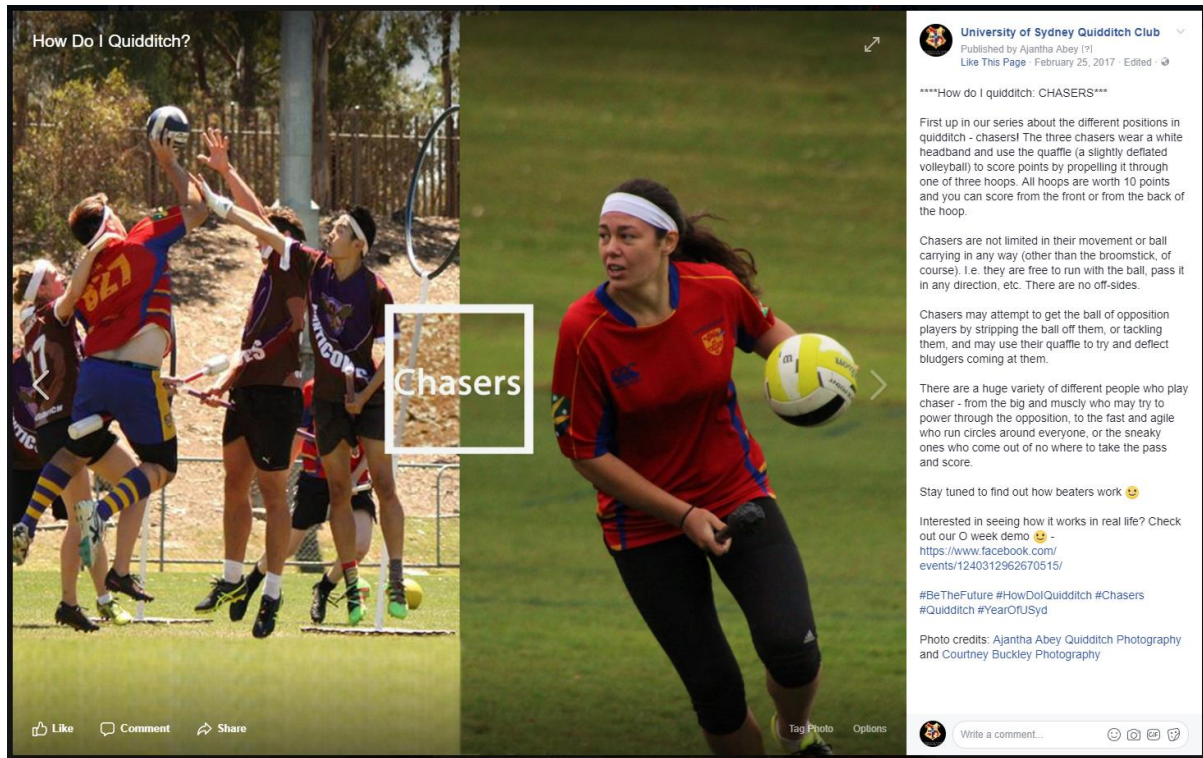 How Do I Quidditch?
Chasers
Like
Comment
Share
Tag Photo
Options
University of Sydney Quidditch Club
Published by Ajantha Abey [?]
Like This Page · February 25, 2017 · Edited ·
****How do I quidditch: CHASERS***
First up in our series about the different positions in
quidditch - chasers! The three chasers wear a white
headband and use the quaffle (a slightly deflated
volleyball) to score points by propelling it through
one of three hoops. All hoops are worth 10 points
and you can score from the front or from the back of
the hoop.
Chasers are not limited in their movement or ball
carrying in any way (other than the broomstick, of
course). I.e. they are free to run with the ball, pass it
in any direction, etc. There are no off-sides.
Chasers may attempt to get the ball of opposition
players by stripping the ball off them, or tackling
them, and may use their quaffle to try and deflect
bludgers coming at them.
There are a huge variety of different people who play
chaser - from the big and muscly who may try to
power through the opposition, to the fast and agile
who run circles around everyone, or the sneaky
ones who come out of no where to take the pass
and score.
Stay tuned to find out how beaters work 🙂
Interested in seeing how it works in real life? Check
out our O week demo 🙂 -
https://www.facebook.com/
events/1240312962670515/
#BeTheFuture #HowDoIQuidditch #Chasers
#Quidditch #YearOfUSyd
Photo credits: Ajantha Abey Quidditch Photography
and Courtney Buckley Photography
Write a comment...
GIF